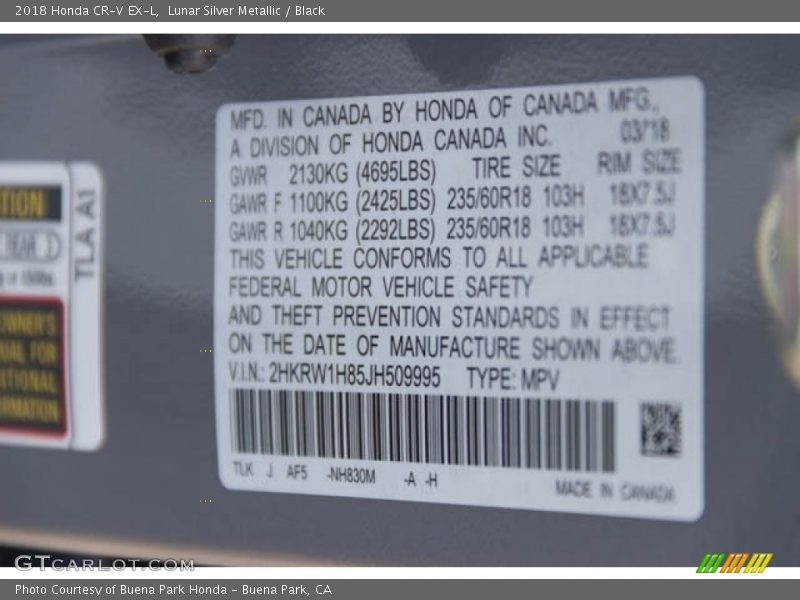 2018 Honda CR-V EX-L,  Lunar Silver Metallic / Black
MFD. IN CANADA BY HONDA OF CANADA MFG.,
03/18
A DIVISION OF HONDA CANADA INC.
GVWR 2130KG (4695LBS) TIRE SIZE RIM SIZE
GAWR F 1100KG (2425LBS) 235/60R18 103H 18X7.5J
GAWR R 1040KG (2292LBS) 235/60R18 103H 18X7.5J
THIS VEHICLE CONFORMS TO ALL APPLICABLE
FEDERAL MOTOR VEHICLE SAFETY
AND THEFT PREVENTION STANDARDS IN EFFECT
ON THE DATE OF MANUFACTURE SHOWN ABOVE.
V.I.N.: 2HKRW1H85JH509995 TYPE: MPV
TLK J AF5 -NH830M -A -H
MADE IN CANADA
TION
TLA A1
GTCARLOT.COM
Photo Courtesy of Buena Park Honda - Buena Park, CA